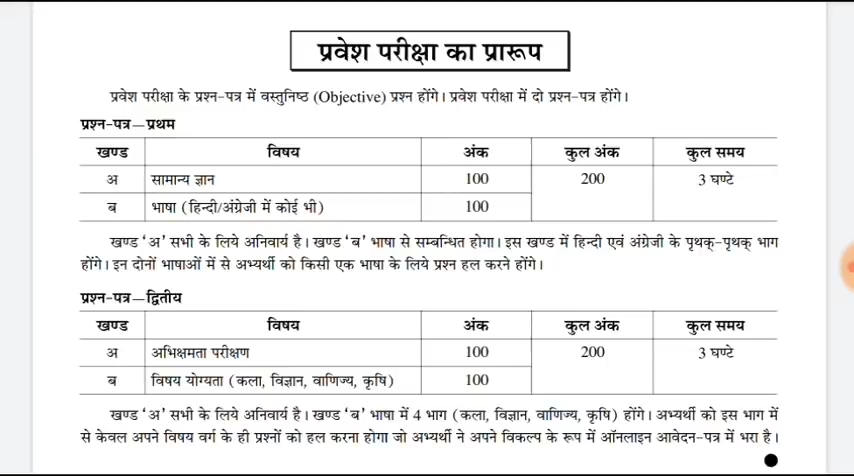 प्रवेश परीक्षा का प्रारूप
प्रवेश परीक्षा के प्रश्न-पत्र में वस्तुनिष्ठ (Objective) प्रश्न होंगे। प्रवेश परीक्षा में दो प्रश्न-पत्र होंगे।
प्रश्न-पत्र—प्रथम
खण्ड विषय अंक कुल अंक कुल समय
अ सामान्य ज्ञान 100 200 3 घण्टे
ब भाषा (हिन्दी/अंग्रेजी में कोई भी) 100
खण्ड ‘अ’ सभी के लिये अनिवार्य है। खण्ड ‘ब’ भाषा से सम्बन्धित होगा। इस खण्ड में हिन्दी एवं अंग्रेजी के पृथक्-पृथक् भाग
होंगे। इन दोनों भाषाओं में से अभ्यर्थी को किसी एक भाषा के लिये प्रश्न हल करने होंगे।
प्रश्न-पत्र—द्वितीय
खण्ड विषय अंक कुल अंक कुल समय
अ अभिक्षमता परीक्षण 100 200 3 घण्टे
ब विषय योग्यता (कला, विज्ञान, वाणिज्य, कृषि) 100
खण्ड ‘अ’ सभी के लिये अनिवार्य है। खण्ड ‘ब’ भाषा में 4 भाग (कला, विज्ञान, वाणिज्य, कृषि) होंगे। अभ्यर्थी को इस भाग में
से केवल अपने विषय वर्ग के ही प्रश्नों को हल करना होगा जो अभ्यर्थी ने अपने विकल्प के रूप में ऑनलाइन आवेदन-पत्र में भरा है।